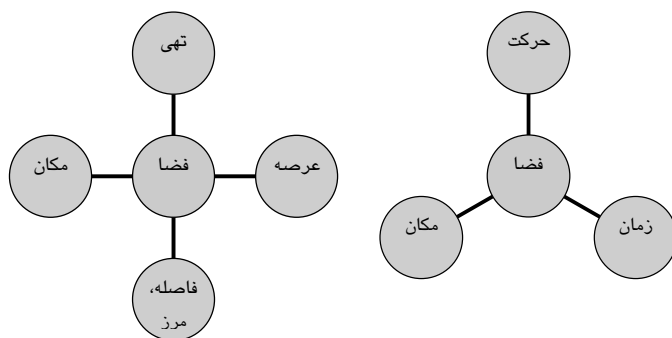 تهی
مکان
فضا
عرصه
فاصله،
مرز
حرکت
فضا
مکان
زمان